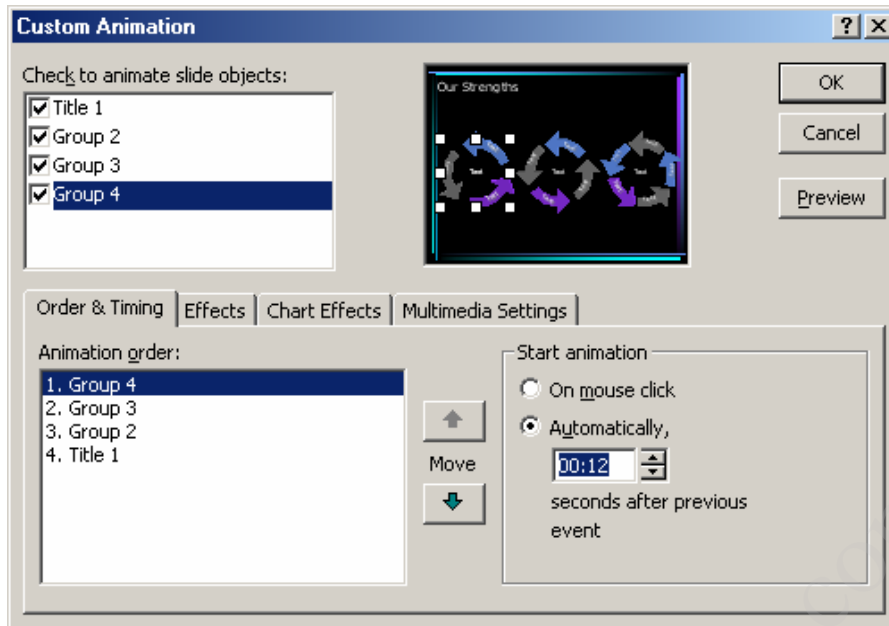 Custom Animation
Check to animate slide objects:
Title 1
Group 2
Group 3
Group 4
Our Strengths
Text
OK
Cancel
Preview
Order & Timing
Effects
Chart Effects
Multimedia Settings
Animation order:
1. Group 4
2. Group 3
3. Group 2
4. Title 1
Move
Start animation
On mouse click
Automatically,
00:12
seconds after previous
event